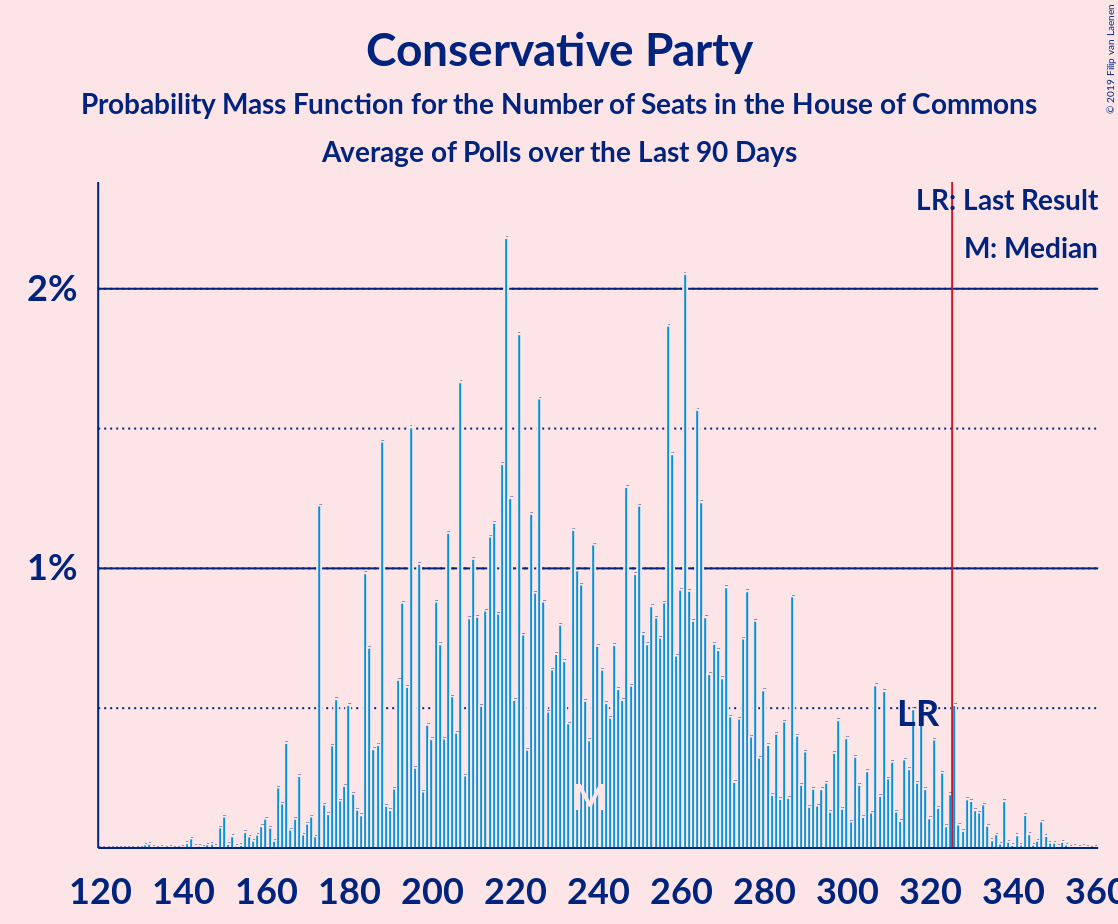 Conservative Party
Probability Mass Function for the Number of Seats in the House of Commons
Average of Polls over the Last 90 Days
© 2019 Filip van Laenen
LR: Last Result
M: Median
2%
1%
LR
M
120 140 160 180 200 220 240 260 280 300 320 340 360